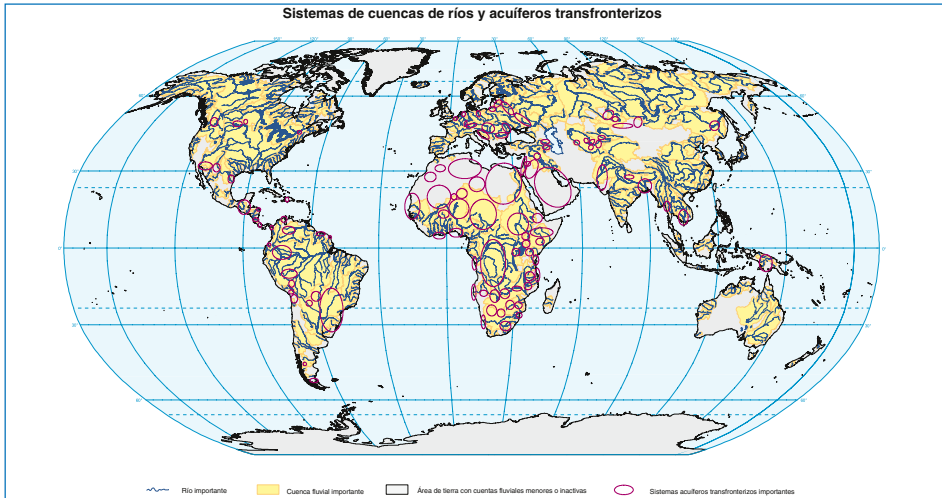 Sistemas de cuencas de ríos y acuíferos transfronterizos
Río importante
Cuenca fluvial importante
Área de tierra con cuentas fluviales menores o inactivas
Sistemas acuíferos transfronterizos importantes